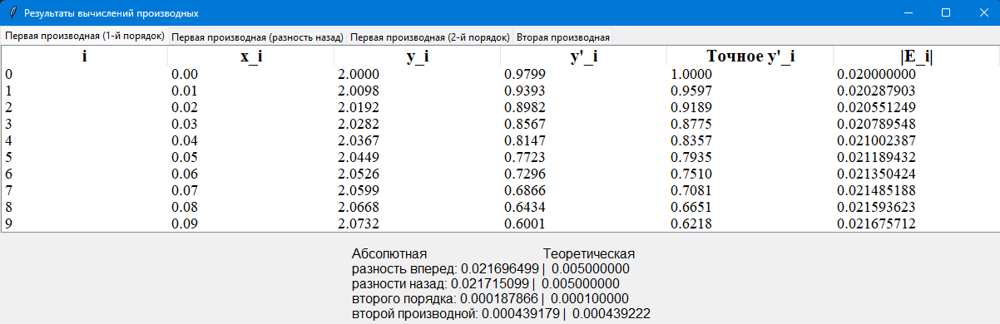 Результаты вычислений производных
Первая производная (1-й порядок) Первая производная (разность назад) Первая производная (2-й порядок) Вторая производная
i x_i y_i y'_i Точное y'_i |E_i|
0 0.00 2.0000 0.9799 1.0000 0.020000000
1 0.01 2.0098 0.9393 0.9597 0.020287903
2 0.02 2.0192 0.8982 0.9189 0.020551249
3 0.03 2.0282 0.8567 0.8775 0.020789548
4 0.04 2.0367 0.8147 0.8357 0.021002387
5 0.05 2.0449 0.7723 0.7935 0.021189432
6 0.06 2.0526 0.7296 0.7510 0.021350424
7 0.07 2.0599 0.6866 0.7081 0.021485188
8 0.08 2.0668 0.6434 0.6651 0.021593623
9 0.09 2.0732 0.6001 0.6218 0.021675712
Абсолютная Теоретическая
разность вперед: 0.021696499 | 0.005000000
разности назад: 0.021715099 | 0.005000000
второго порядка: 0.000187866 | 0.000100000
второй производной: 0.000439179 | 0.000439222